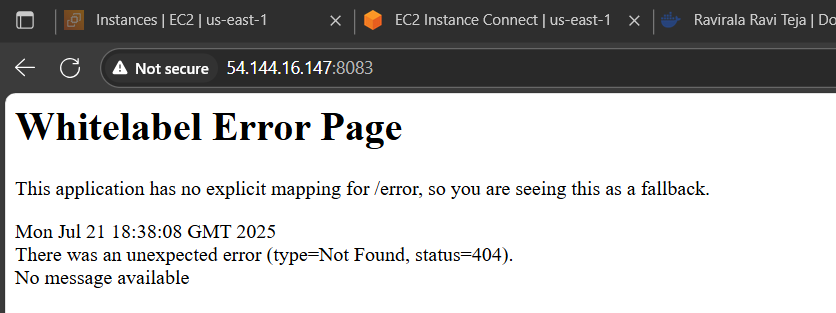 Instances | EC2 | us-east-1
EC2 Instance Connect | us-east-1
Ravirala Ravi Teja | Do
Not secure
54.144.16.147:8083
Whitelabel Error Page
This application has no explicit mapping for /error, so you are seeing this as a fallback.
Mon Jul 21 18:38:08 GMT 2025
There was an unexpected error (type=Not Found, status=404).
No message available